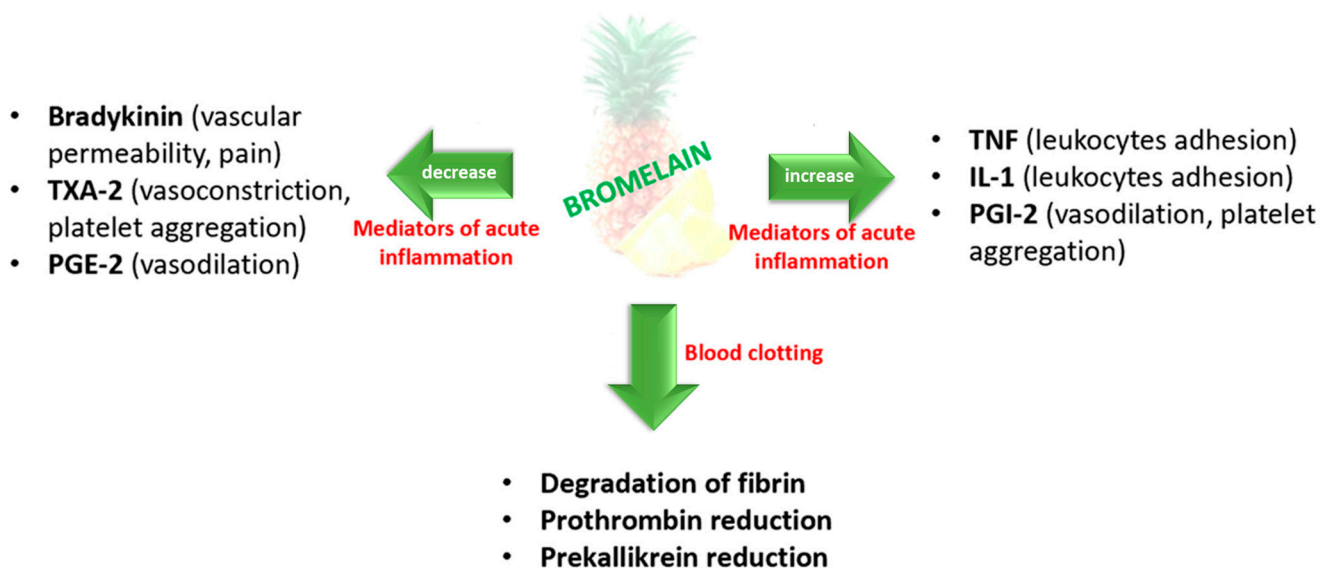 • Bradykinin (vascular
permeability, pain)
• TXA-2 (vasoconstriction,
platelet aggregation)
• PGE-2 (vasodilation)
decrease
Mediators of acute
inflammation
BROMELAIN
increase
Mediators of acute
inflammation
• TNF (leukocytes adhesion)
• IL-1 (leukocytes adhesion)
• PGI-2 (vasodilation, platelet
aggregation)
Blood clotting
• Degradation of fibrin
• Prothrombin reduction
• Prekallikrein reduction